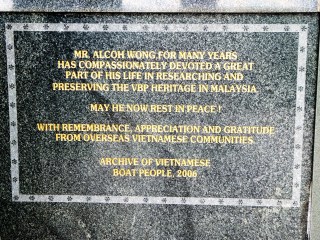 MR. ALCOH WONG FOR MANY YEARS
HAS COMPASSIONATELY DEVOTED A GREAT
PART OF HIS LIFE IN RESEARCHING AND
PRESERVING THE VBP HERITAGE IN MALAYSIA
MAY HE NOW REST IN PEACE !
WITH REMEMBRANCE, APPRECIATION AND GRATITUDE
FROM OVERSEAS VIETNAMESE COMMUNITIES
ARCHIVE OF VIETNAMESE
BOAT PEOPLE, 2006